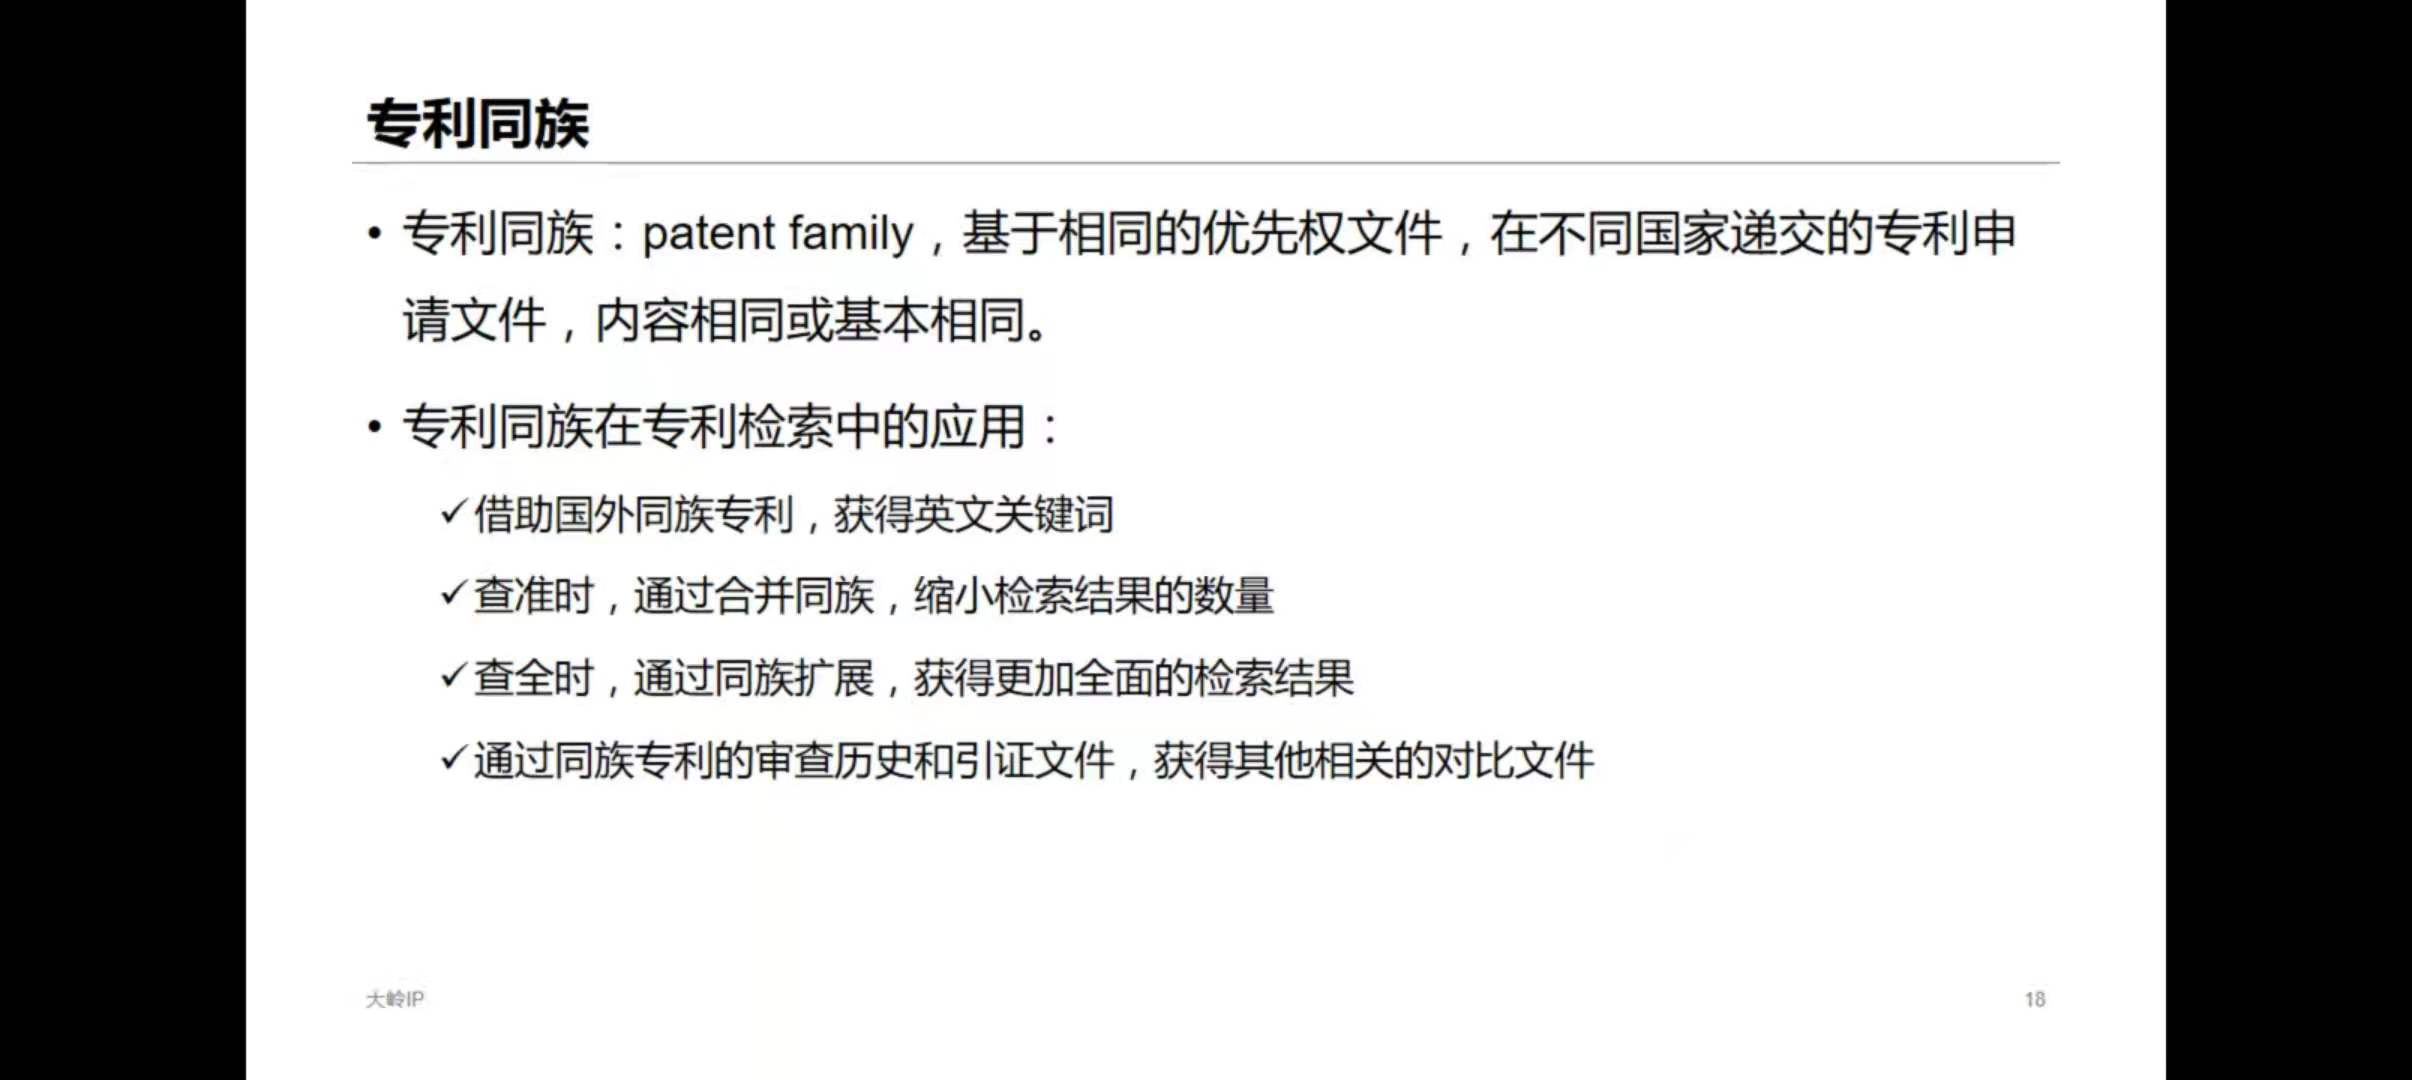 专利同族
• 专利同族：patent family，基于相同的优先权文件，在不同国家递交的专利申
请文件，内容相同或基本相同。
• 专利同族在专利检索中的应用：
✓借助国外同族专利，获得英文关键词
✓查准时，通过合并同族，缩小检索结果的数量
✓查全时，通过同族扩展，获得更加全面的检索结果
✓通过同族专利的审查历史和引证文件，获得其他相关的对比文件
大岭IP
18